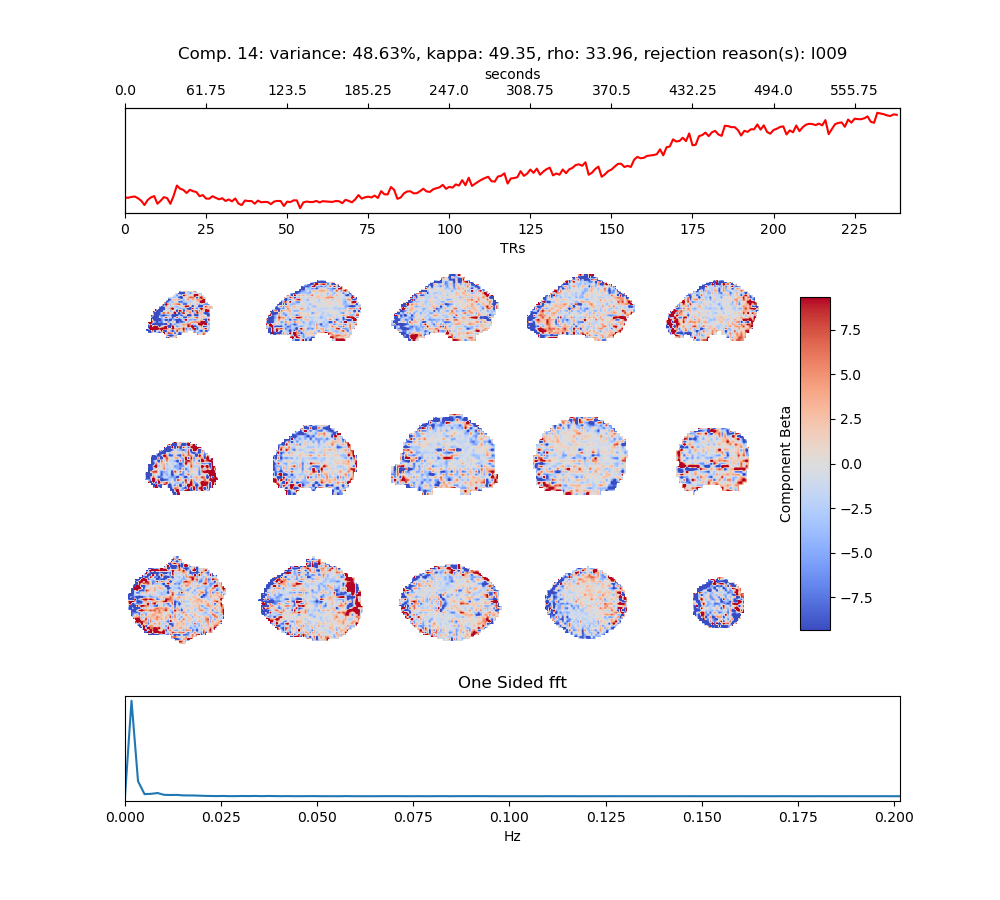 Comp. 14: variance: 48.63%, kappa: 49.35, rho: 33.96, rejection reason(s): I009
seconds
0.0 61.75 123.5 185.25 247.0 308.75 370.5 432.25 494.0 555.75
0 25 50 75 100 125 150 175 200 225
TRs
7.5
5.0
2.5
0.0
−2.5
−5.0
−7.5
Component Beta
One Sided fft
0.000 0.025 0.050 0.075 0.100 0.125 0.150 0.175 0.200
Hz